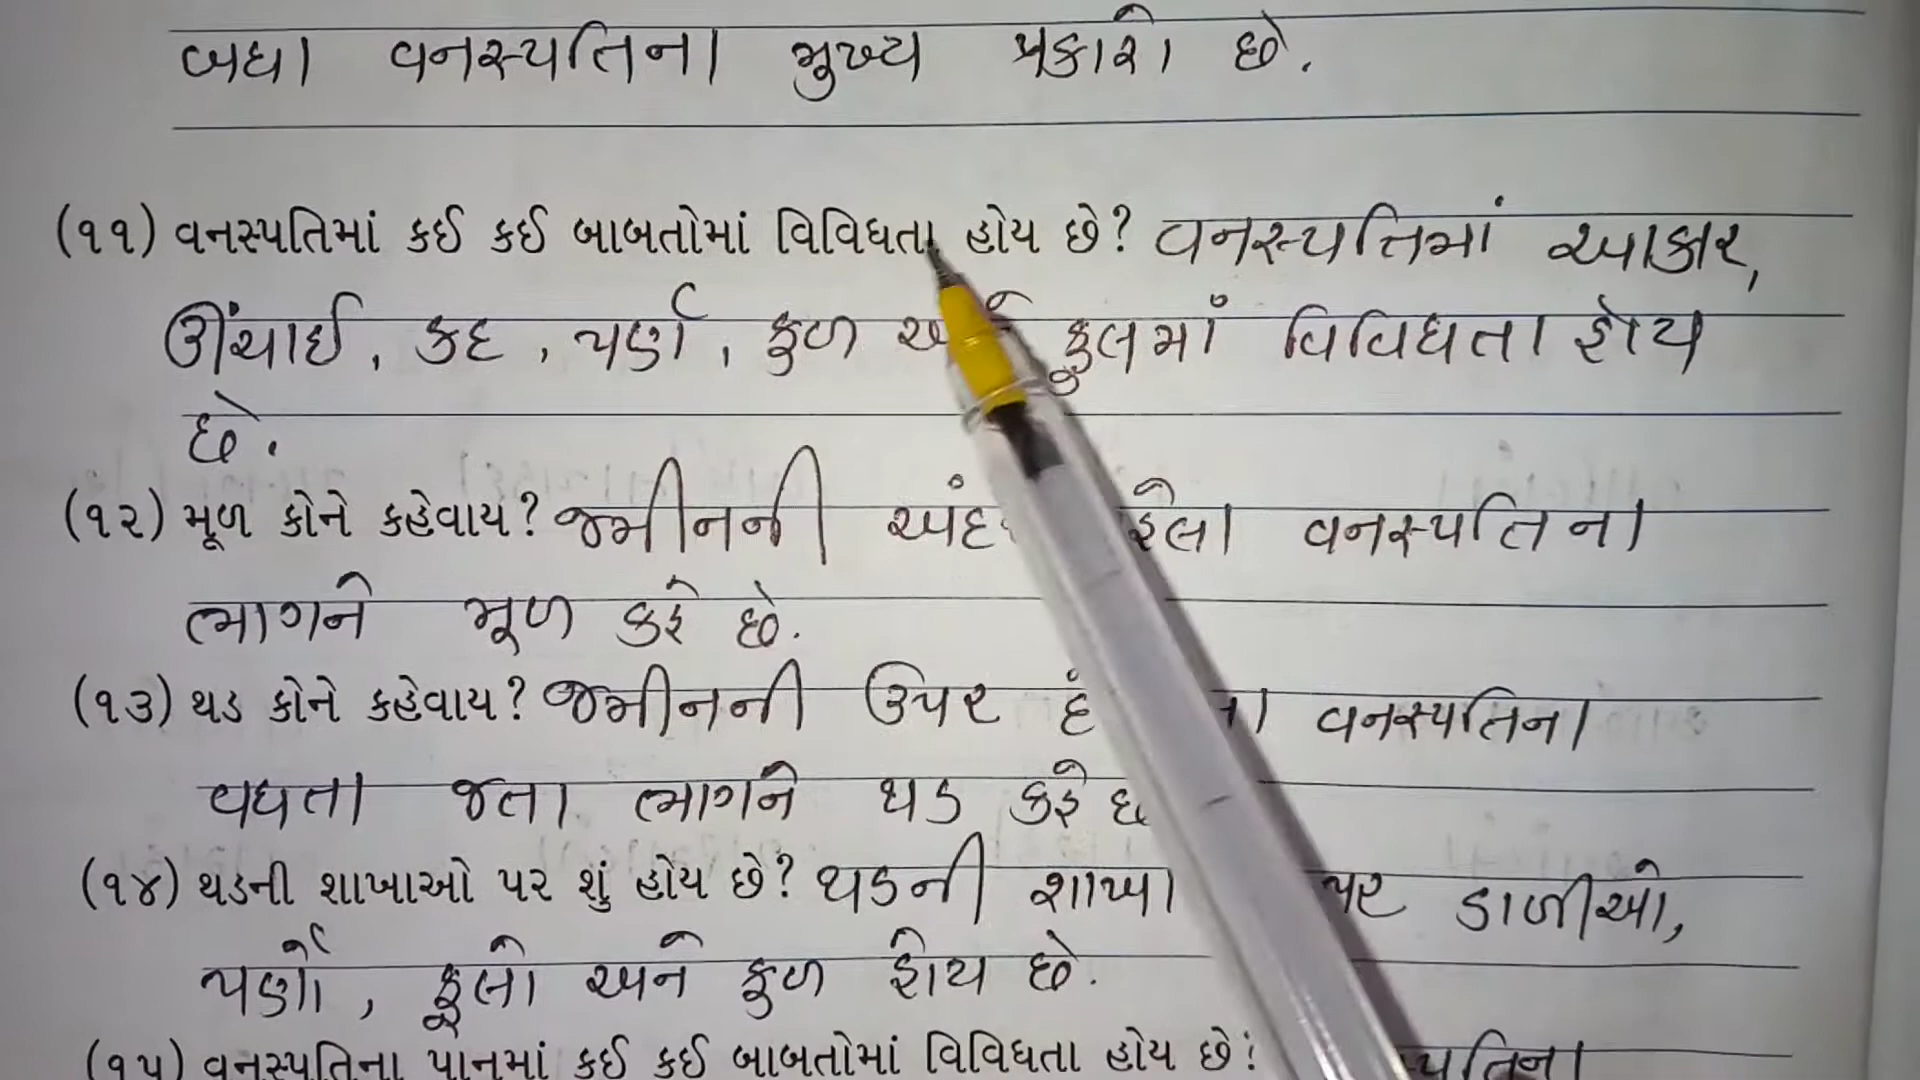 બધા વનસ્પતિના મુખ્ય પ્રકારો છે.
(૧૧) વનસ્પતિમાં કઈ કઈ બાબતોમાં વિવિધતા હોય છે? વનસ્પતિમાં આકાર,
ઊંચાઈ, કદ, પર્ણ, ફળ ફુલમાં વિવિધતા હોય
છે.
(૧૨) મૂળ કોને કહેવાય? જમીનની વનસ્પતિના
ભાગને મૂળ કહે છે.
(૧૩) થડ કોને કહેવાય? જમીનની ઉપર વનસ્પતિના
વધતા જતા ભાગને થડ કહે
(૧૪) થડની શાખાઓ પર શું હોય છે? થડની શાખા પર ડાળીઓ,
પર્ણો, ફૂલો અને ફળ હોય છે.
(૧૫) વનસ્પતિના પાનમાં કઈ કઈ બાબતોમાં વિવિધતા હોય છે?